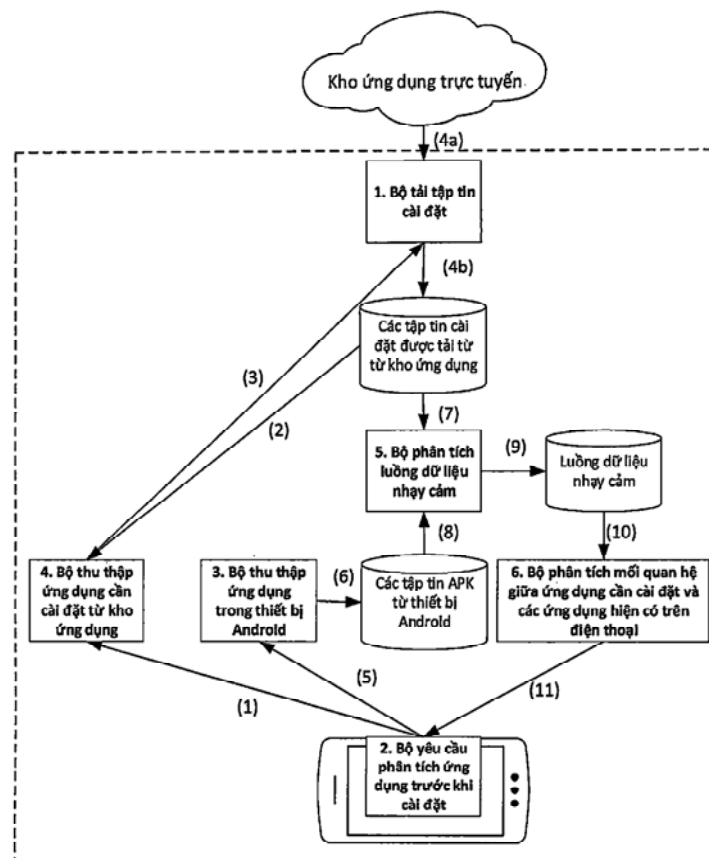 Kho ứng dụng trực tuyến
(4a)
1. Bộ tải tập tin
cài đặt
(4b)
Các tập tin cài
đặt được tải từ
từ kho ứng dụng
(3)
(2)
(7)
5. Bộ phân tích
luồng dữ liệu
nhạy cảm
(9)
Luồng dữ liệu
nhạy cảm
(8)
(10)
4. Bộ thu thập
ứng dụng cần
cài đặt từ kho
ứng dụng
3. Bộ thu thập
ứng dụng
trong thiết bị
Android
(6)
Các tập tin APK
từ thiết bị
Android
6. Bộ phân tích mối quan hệ
giữa ứng dụng cần cài đặt và
các ứng dụng hiện có trên
điện thoại
(1)
(5)
(11)
2. Bộ yêu cầu
phân tích ứng
dụng trước khi
cài đặt